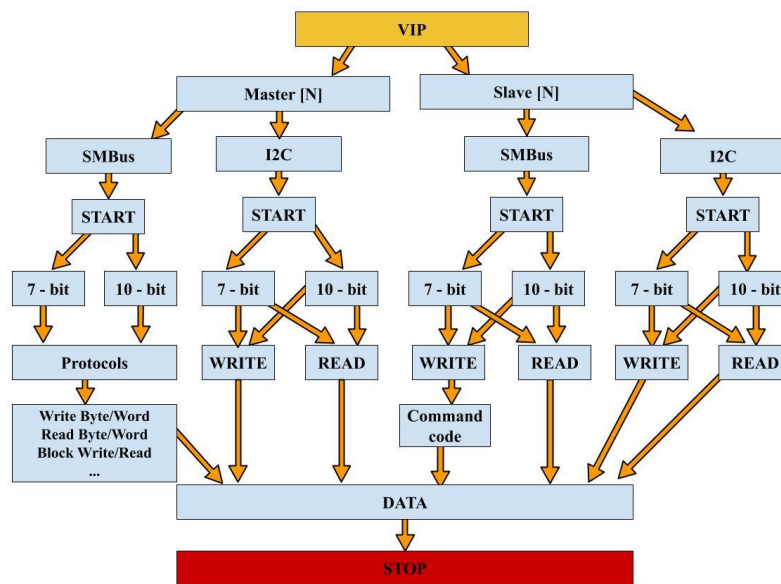 VIP
Master [N]
Slave [N]
SMBus
I2C
SMBus
I2C
START
START
START
START
7 - bit
10 - bit
7 - bit
10 - bit
7 - bit
10 - bit
7 - bit
10 - bit
Protocols
WRITE
READ
WRITE
READ
WRITE
READ
Write Byte/Word
Read Byte/Word
Block Write/Read
...
Command
code
DATA
STOP